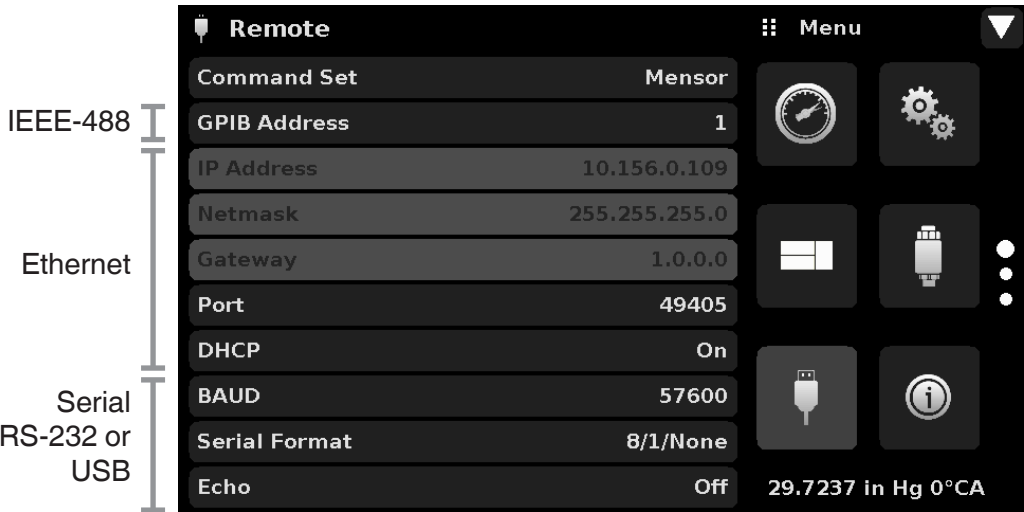 Remote
Menu
Command Set Mensor
IEEE-488
GPIB Address 1
IP Address 10.156.0.109
Netmask 255.255.255.0
Ethernet
Gateway 1.0.0.0
Port 49405
DHCP On
Serial
RS-232 or
USB
BAUD 57600
Serial Format 8/1/None
Echo Off
29.7237 in Hg 0°CA